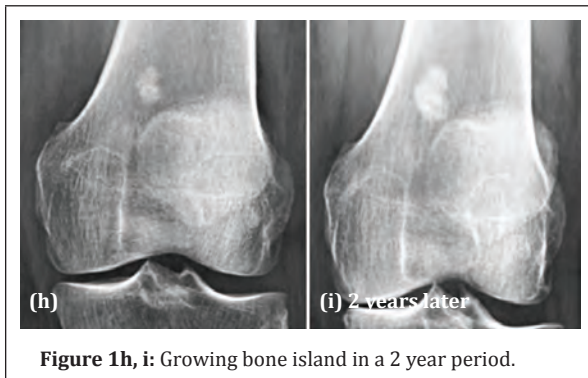 (h)
(i) 2 years later
Figure 1h, i: Growing bone island in a 2 year period.